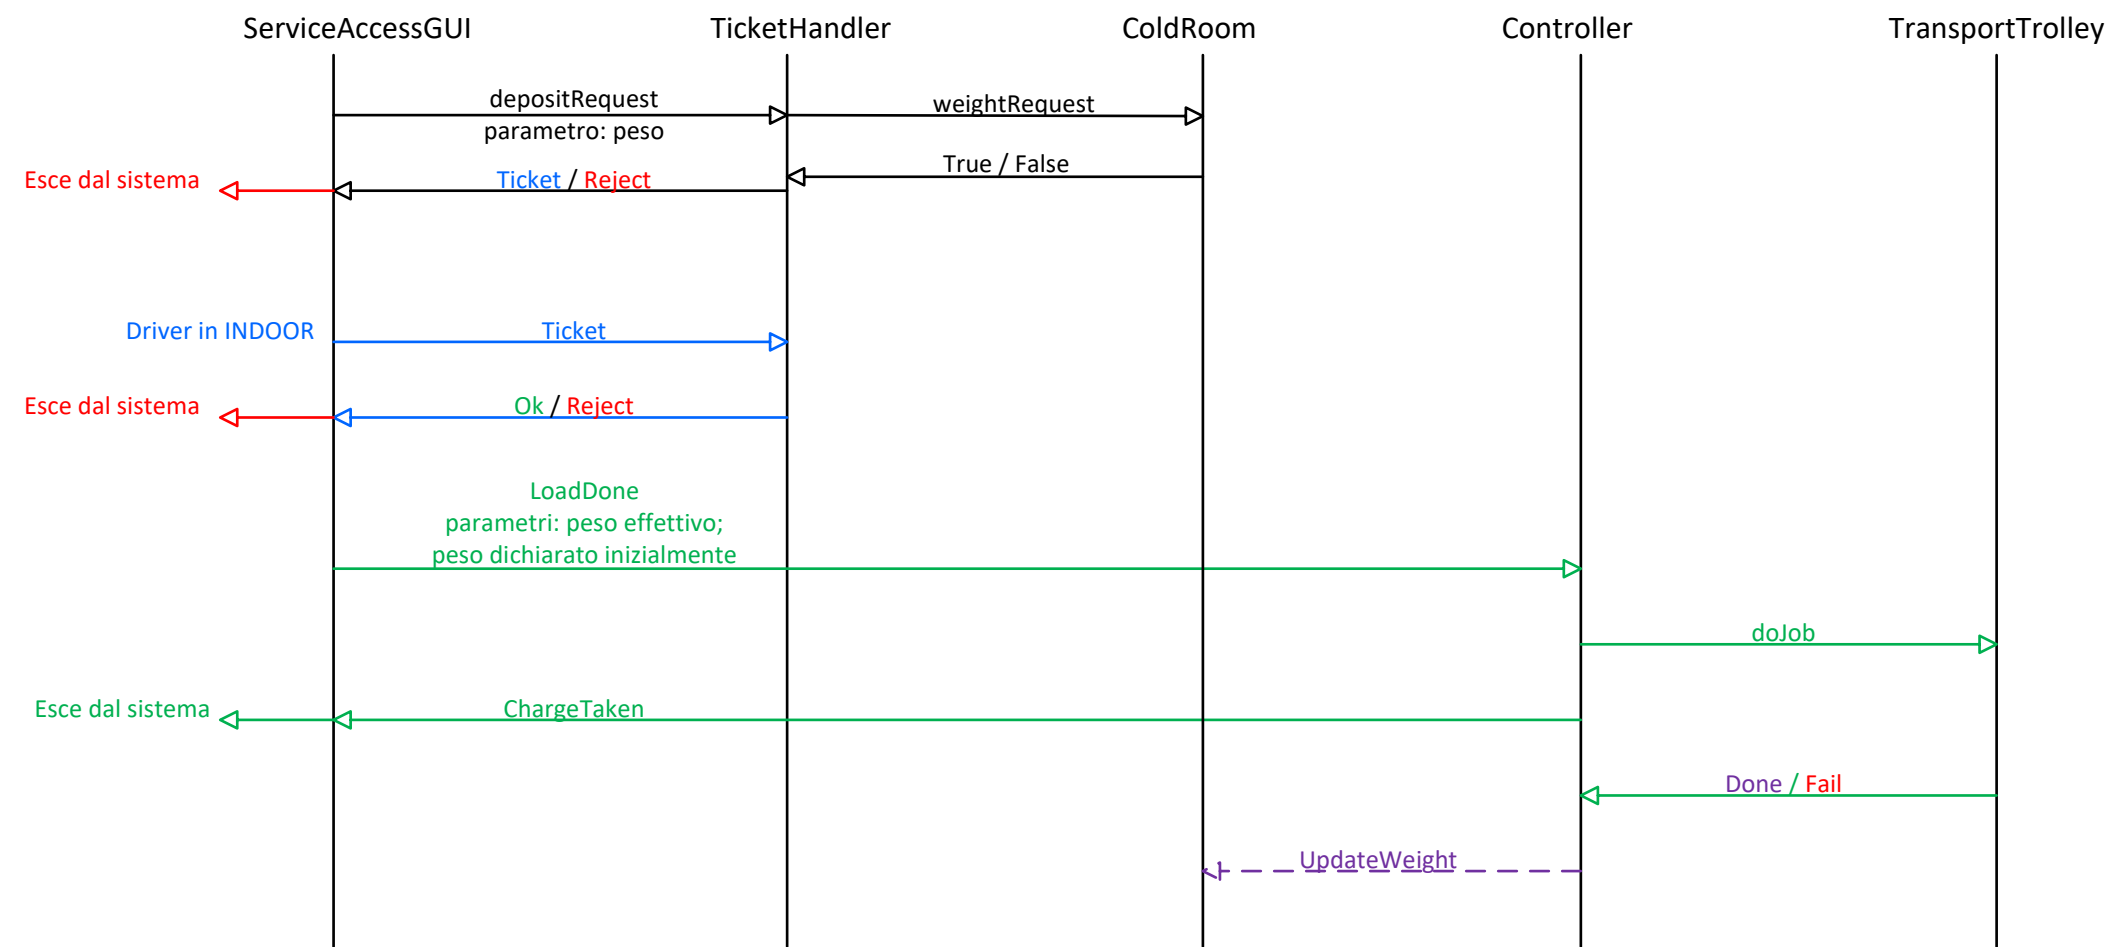 ServiceAccessGUI
TicketHandler
ColdRoom
Controller
TransportTrolley
depositRequest
parametro: peso
weightRequest
True / False
Esce dal sistema
Ticket / Reject
Driver in INDOOR
Ticket
Esce dal sistema
Ok / Reject
LoadDone
parametri: peso effettivo;
peso dichiarato inizialmente
doJob
Esce dal sistema
ChargeTaken
Done / Fail
UpdateWeight